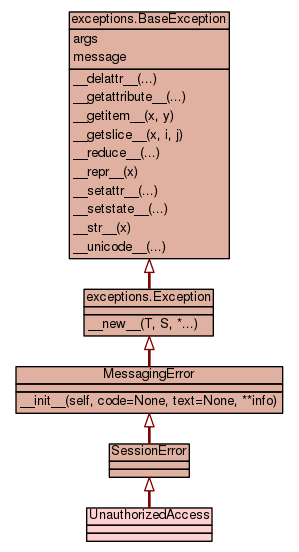 exceptions.BaseException
args
message
__delattr__(...)
__getattribute__(...)
__getitem__(x, y)
__getslice__(x, i, j)
__reduce__(...)
__repr__(x)
__setattr__(...)
__setstate__(...)
__str__(x)
__unicode__(...)
exceptions.Exception
__new__(T, S, *...)
MessagingError
__init__(self, code=None, text=None, **info)
SessionError
UnauthorizedAccess